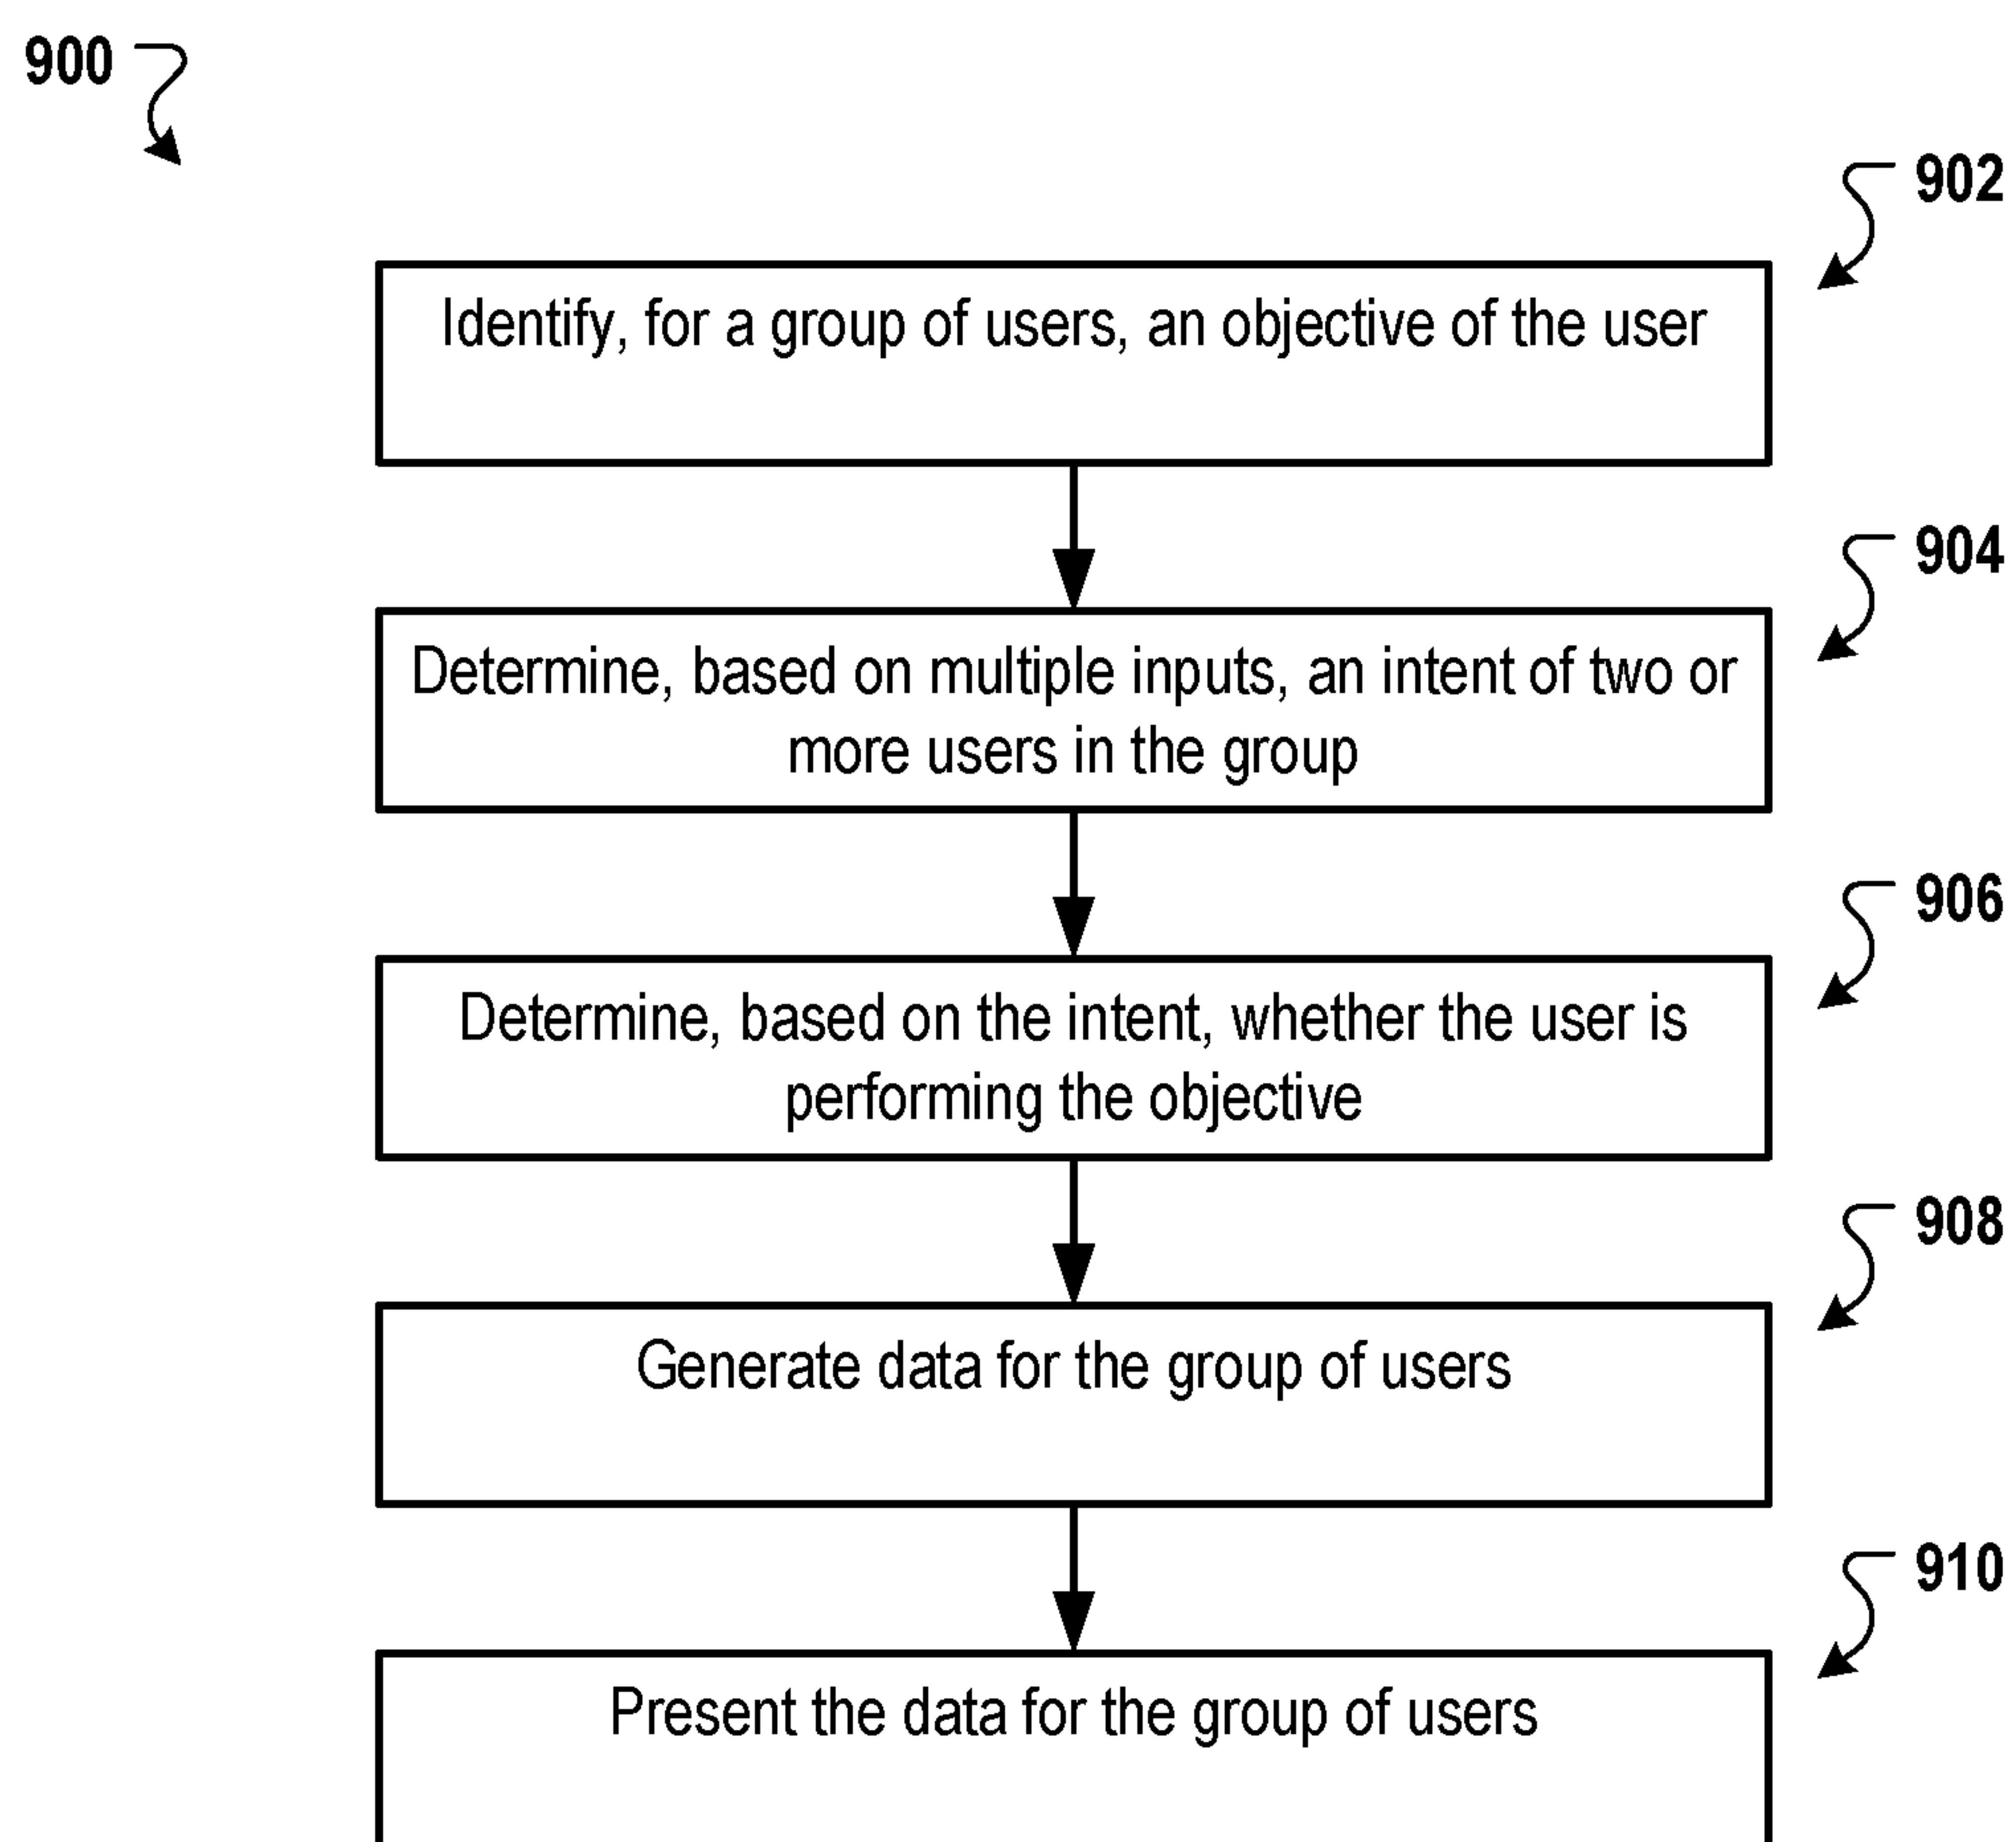 900
902
Identify, for a group of users, an objective of the user
904
Determine, based on multiple inputs, an intent of two or
more users in the group
906
Determine, based on the intent, whether the user is
performing the objective
908
Generate data for the group of users
910
Present the data for the group of users